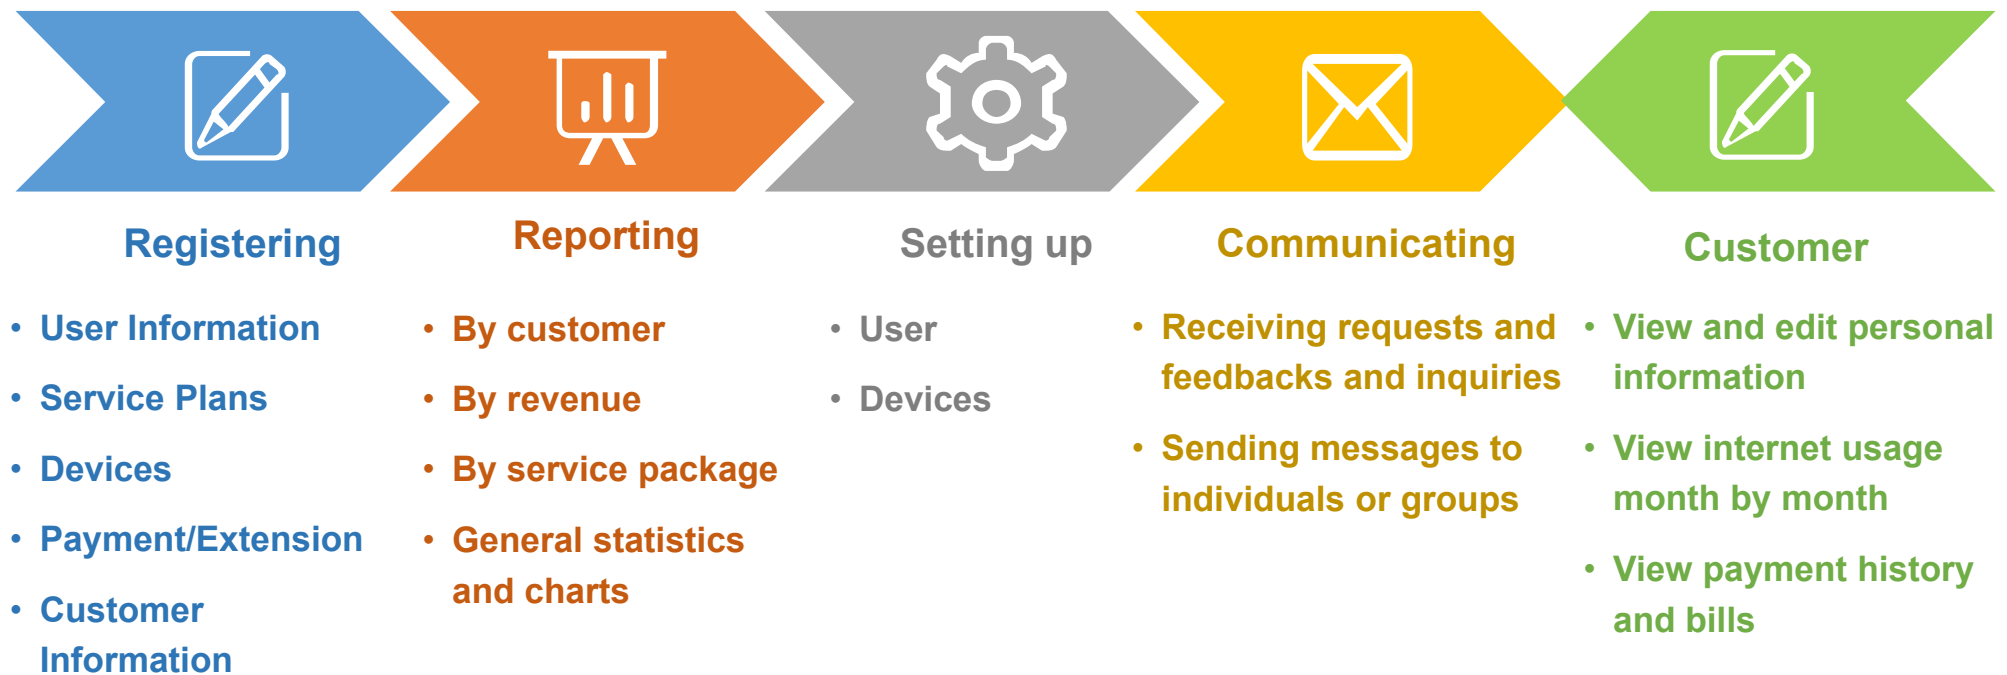 Registering
• User Information
• Service Plans
• Devices
• Payment/Extension
• Customer
Information
Reporting
• By customer
• By revenue
• By service package
• General statistics
and charts
Setting up
• User
• Devices
Communicating
• Receiving requests and
feedbacks and inquiries
• Sending messages to
individuals or groups
Customer
• View and edit personal
information
• View internet usage
month by month
• View payment history
and bills